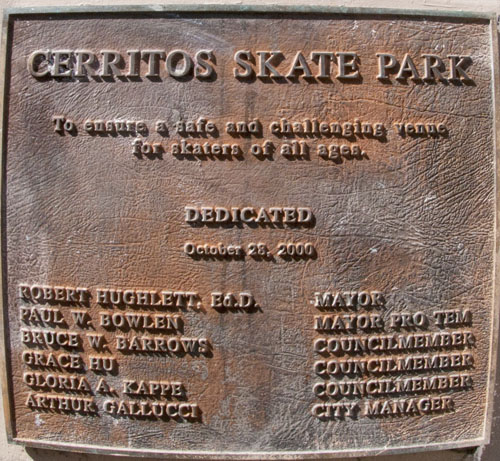 CERRITOS SKATE PARK
To ensure a safe and challenging venue
for skaters of all ages.
DEDICATED
October 28, 2000
ROBERT HUGHLETT, Ed.D. MAYOR
PAUL W. BOWLEN MAYOR PRO TEM
BRUCE W. BARROWS COUNCILMEMBER
GRACE HU COUNCILMEMBER
GLORIA A. KAPPE COUNCILMEMBER
ARTHUR GALLUCCI CITY MANAGER